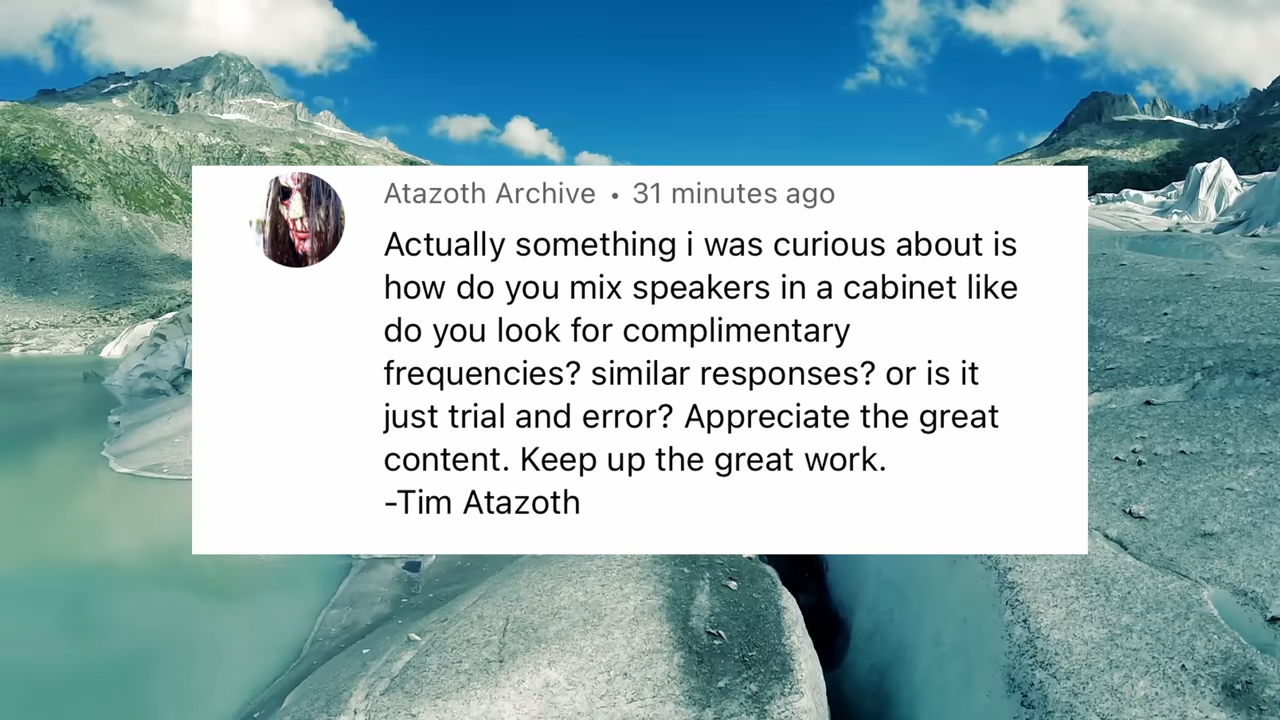 Atazoth Archive • 31 minutes ago
Actually something i was curious about is
how do you mix speakers in a cabinet like
do you look for complimentary
frequencies? similar responses? or is it
just trial and error? Appreciate the great
content. Keep up the great work.
-Tim Atazoth